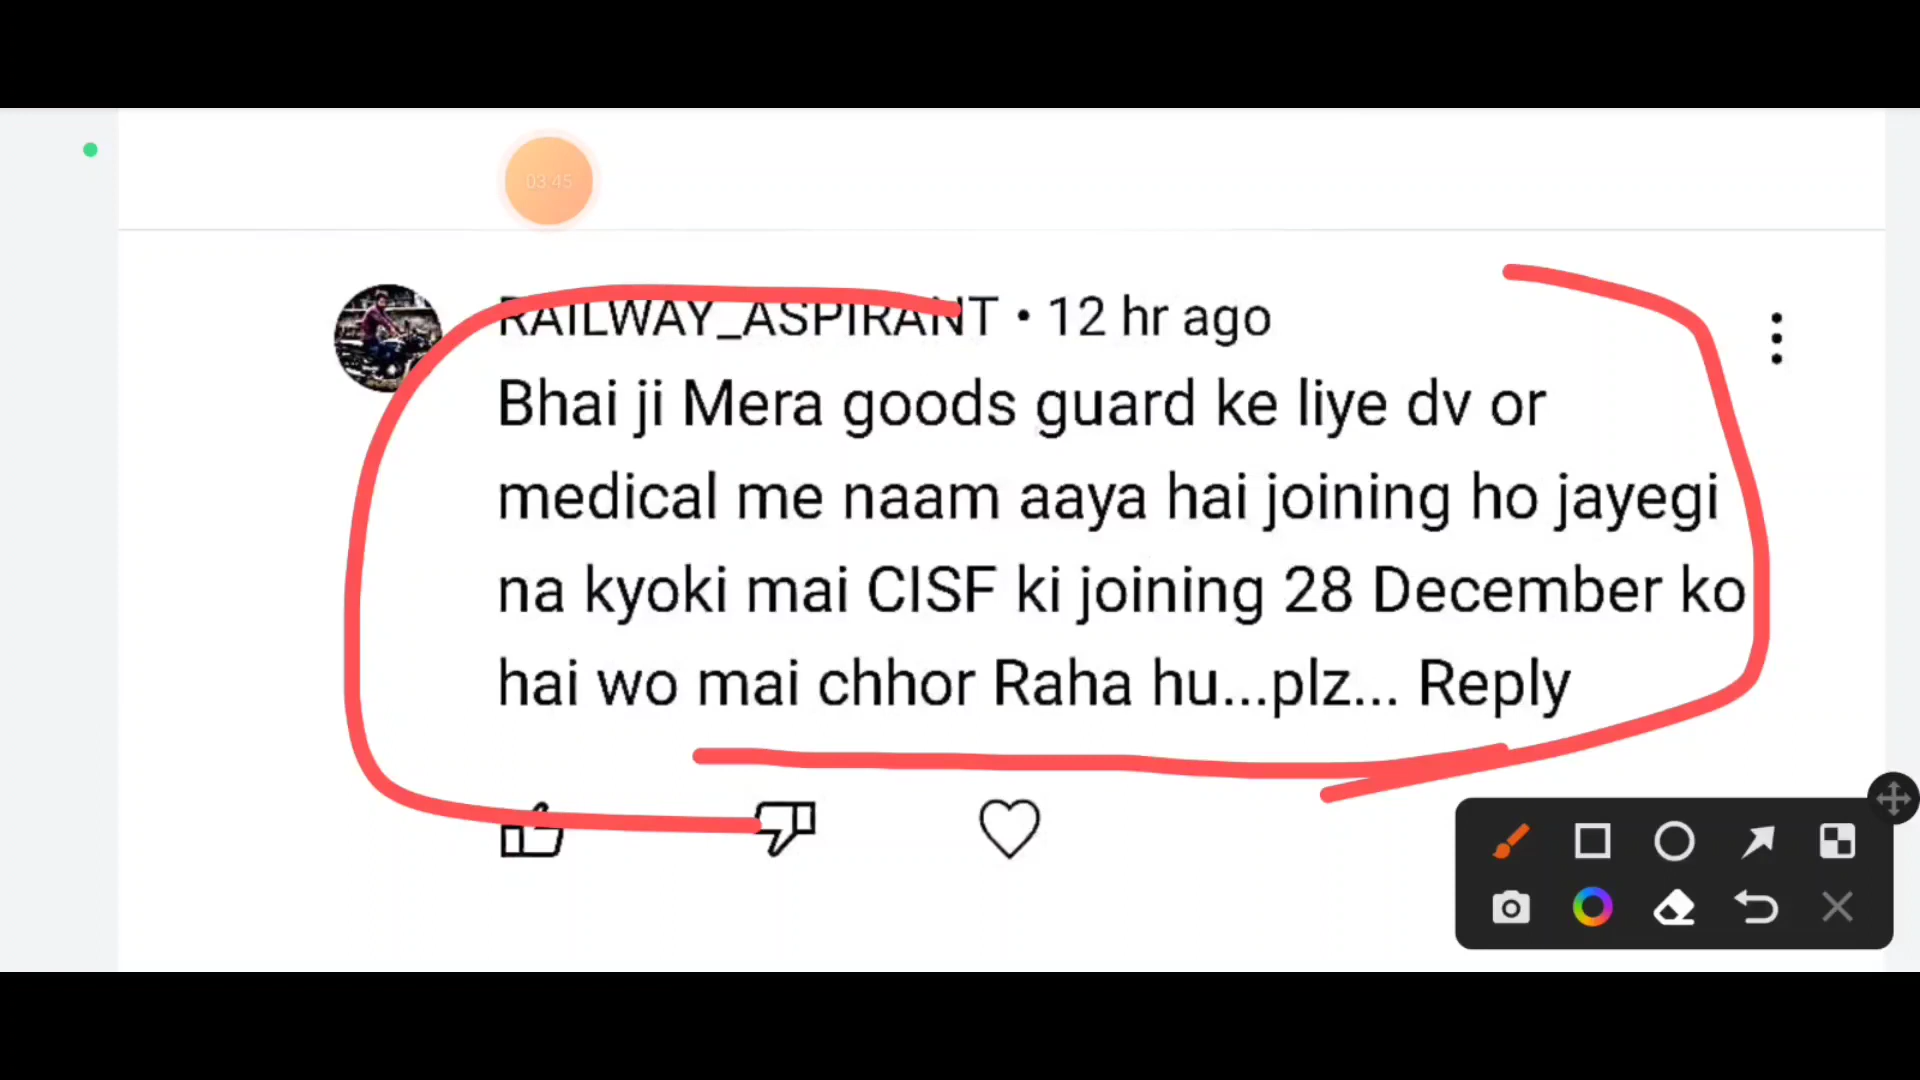 03:45
RAILWAY_ASPIRANT • 12 hr ago
Bhai ji Mera goods guard ke liye dv or
medical me naam aaya hai joining ho jayegi
na kyoki mai CISF ki joining 28 December ko
hai wo mai chhor Raha hu...plz... Reply